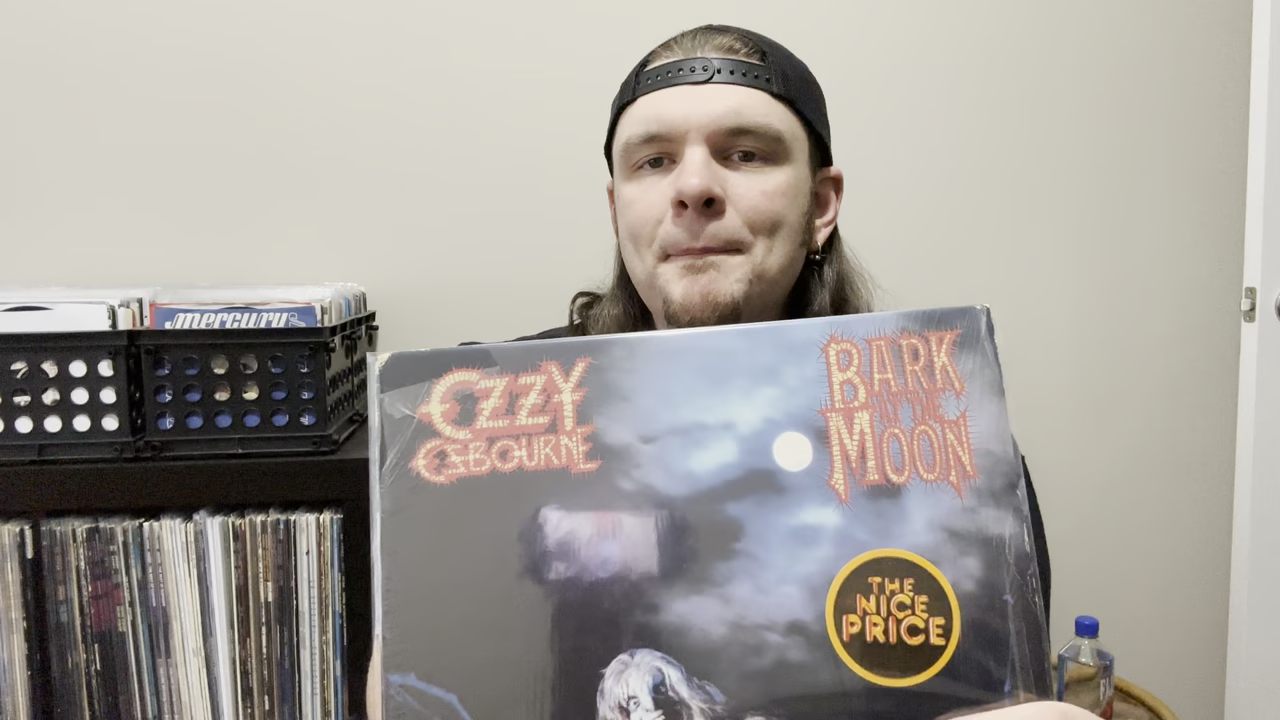 mercury
OZZY
OSBOURNE
BARK
AT THE
MOON
THE
NICE
PRICE